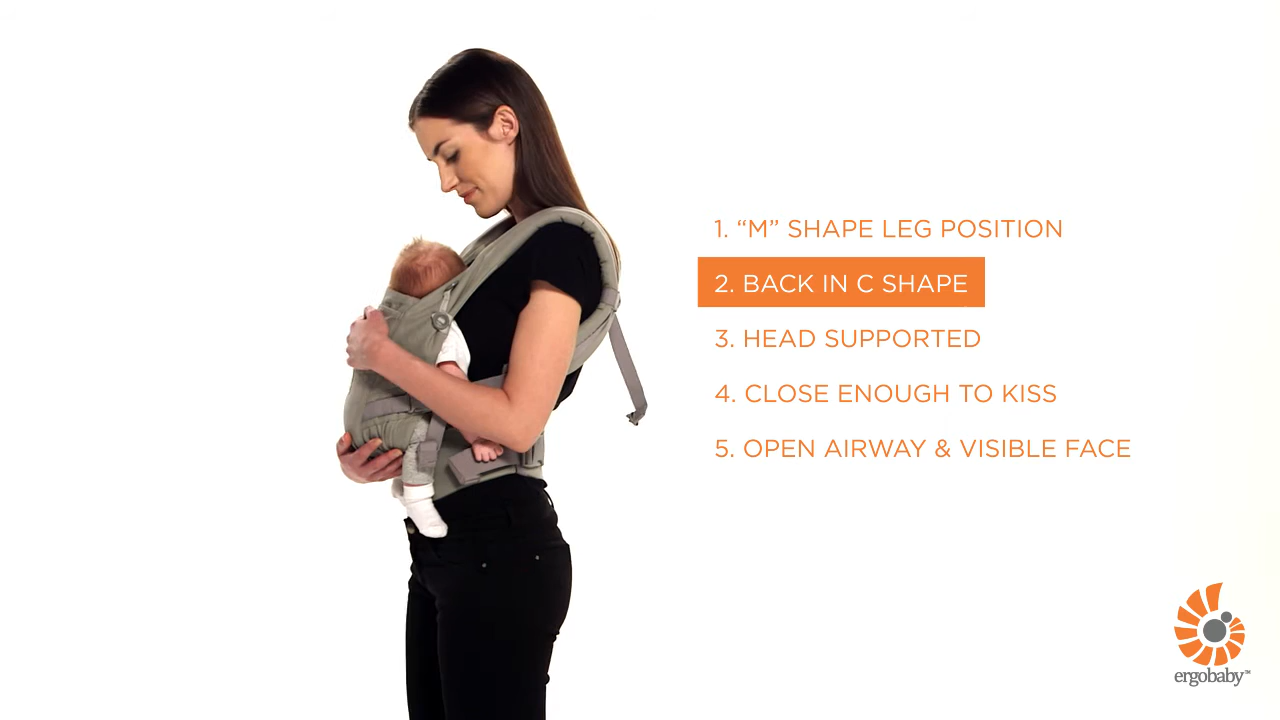 1. “M” SHAPE LEG POSITION
2. BACK IN C SHAPE
3. HEAD SUPPORTED
4. CLOSE ENOUGH TO KISS
5. OPEN AIRWAY & VISIBLE FACE
ergobaby™